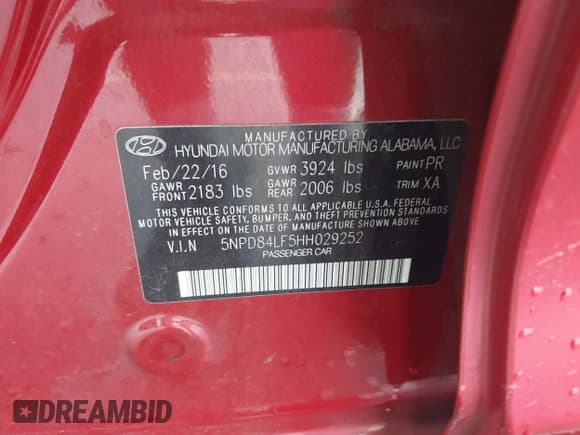 MANUFACTURED BY
HYUNDAI MOTOR MANUFACTURING ALABAMA, LLC
Feb/22/16 GVWR 3924 lbs PAINT PR
GAWR FRONT 2183 lbs GAWR REAR 2006 lbs TRIM XA
THIS VEHICLE CONFORMS TO ALL APPLICABLE U.S.A FEDERAL
MOTOR VEHICLE SAFETY, BUMPER, AND THEFT PREVENTION
STANDARDS IN EFFECT ON THE DATE OF MANUFACTURE SHOWN ABOVE.
V.I.N 5NPD84LF5HH029252
PASSENGER CAR
DREAMBID